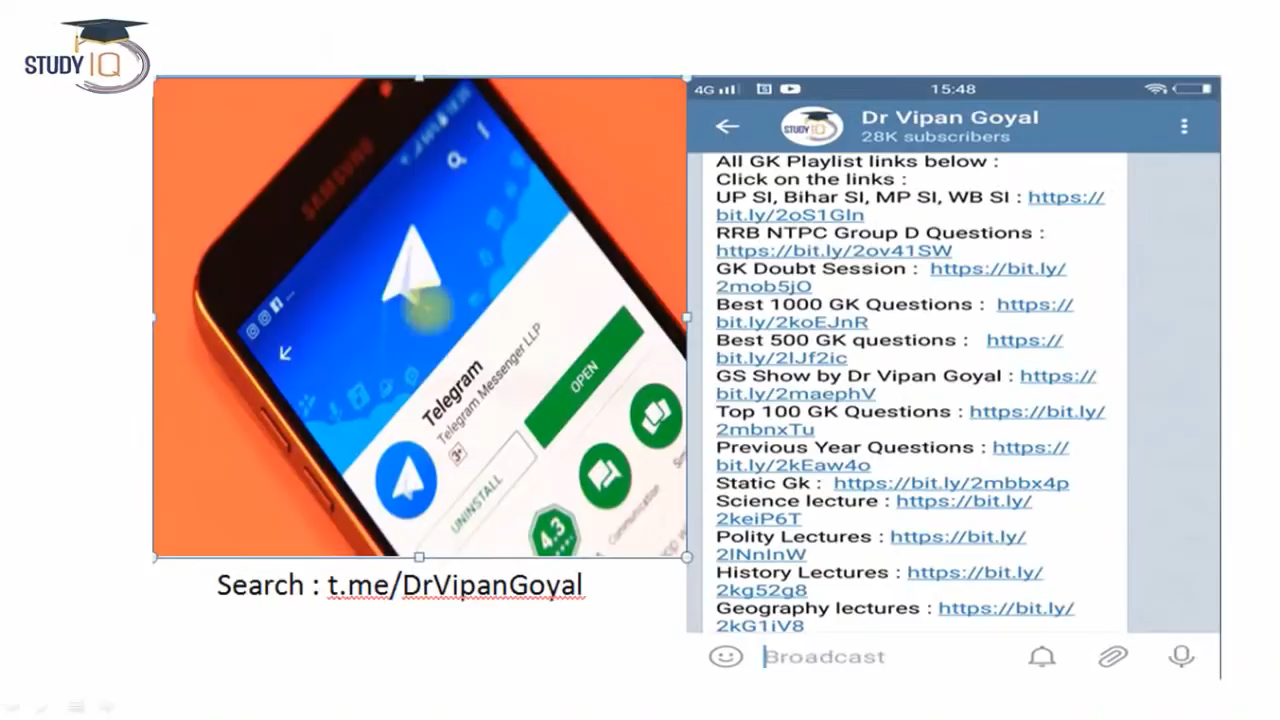 STUDY IQ
SAMSUNG
Telegram
Telegram Messenger LLP
3+
UNINSTALL
OPEN
4.3
Communication
Search : t.me/DrVipanGoyal
4G 15:48
STUDY IQ
Dr Vipan Goyal
28K subscribers
All GK Playlist links below :
Click on the links :
UP SI, Bihar SI, MP SI, WB SI : https://
bit.ly/2oS1GIn
RRB NTPC Group D Questions :
https://bit.ly/2ov41SW
GK Doubt Session : https://bit.ly/
2mob5jO
Best 1000 GK Questions : https://
bit.ly/2koEJnR
Best 500 GK questions : https://
bit.ly/2lJf2ic
GS Show by Dr Vipan Goyal : https://
bit.ly/2maephV
Top 100 GK Questions : https://bit.ly/
2mbnxTu
Previous Year Questions : https://
bit.ly/2kEaw4o
Static Gk : https://bit.ly/2mbbx4p
Science lecture : https://bit.ly/
2keiP6T
Polity Lectures : https://bit.ly/
2lNnlnW
History Lectures : https://bit.ly/
2kg52g8
Geography lectures : https://bit.ly/
2kG1iV8
Broadcast